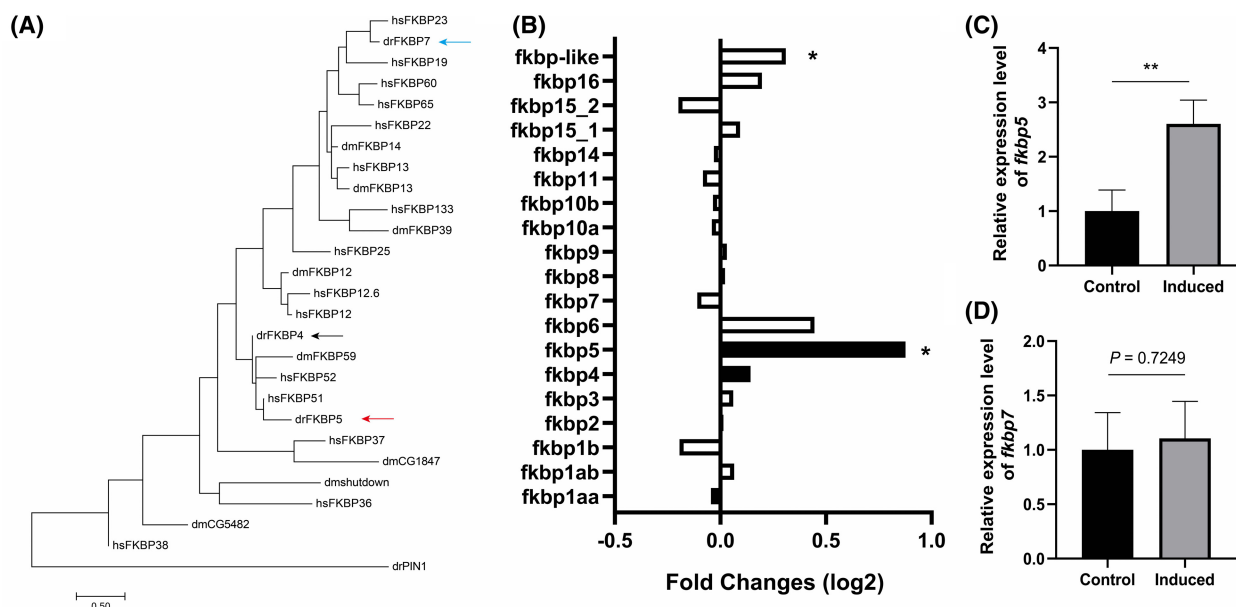 (A)
hsFKBP23
drFKBP7
hsFKBP19
hsFKBP60
hsFKBP65
hsFKBP22
dmFKBP14
hsFKBP13
dmFKBP13
hsFKBP133
dmFKBP39
hsFKBP25
dmFKBP12
hsFKBP12.6
hsFKBP12
drFKBP4
dmFKBP59
hsFKBP52
hsFKBP51
drFKBP5
hsFKBP37
dmCG1847
dmshutdown
hsFKBP36
dmCG5482
hsFKBP38
drPIN1
0.50
(B)
fkbp-like
*
fkbp16
fkbp15_2
fkbp15_1
fkbp14
fkbp11
fkbp10b
fkbp10a
fkbp9
fkbp8
fkbp7
fkbp6
fkbp5
*
fkbp4
fkbp3
fkbp2
fkbp1b
fkbp1ab
fkbp1aa
-0.5 0.0 0.5 1.0
Fold Changes (log2)
(C)
Relative expression level
of fkbp5
4
3
2
1
0
**
Control Induced
(D)
Relative expression level
of fkbp7
2.0
1.5
1.0
0.5
0.0
P = 0.7249
Control Induced